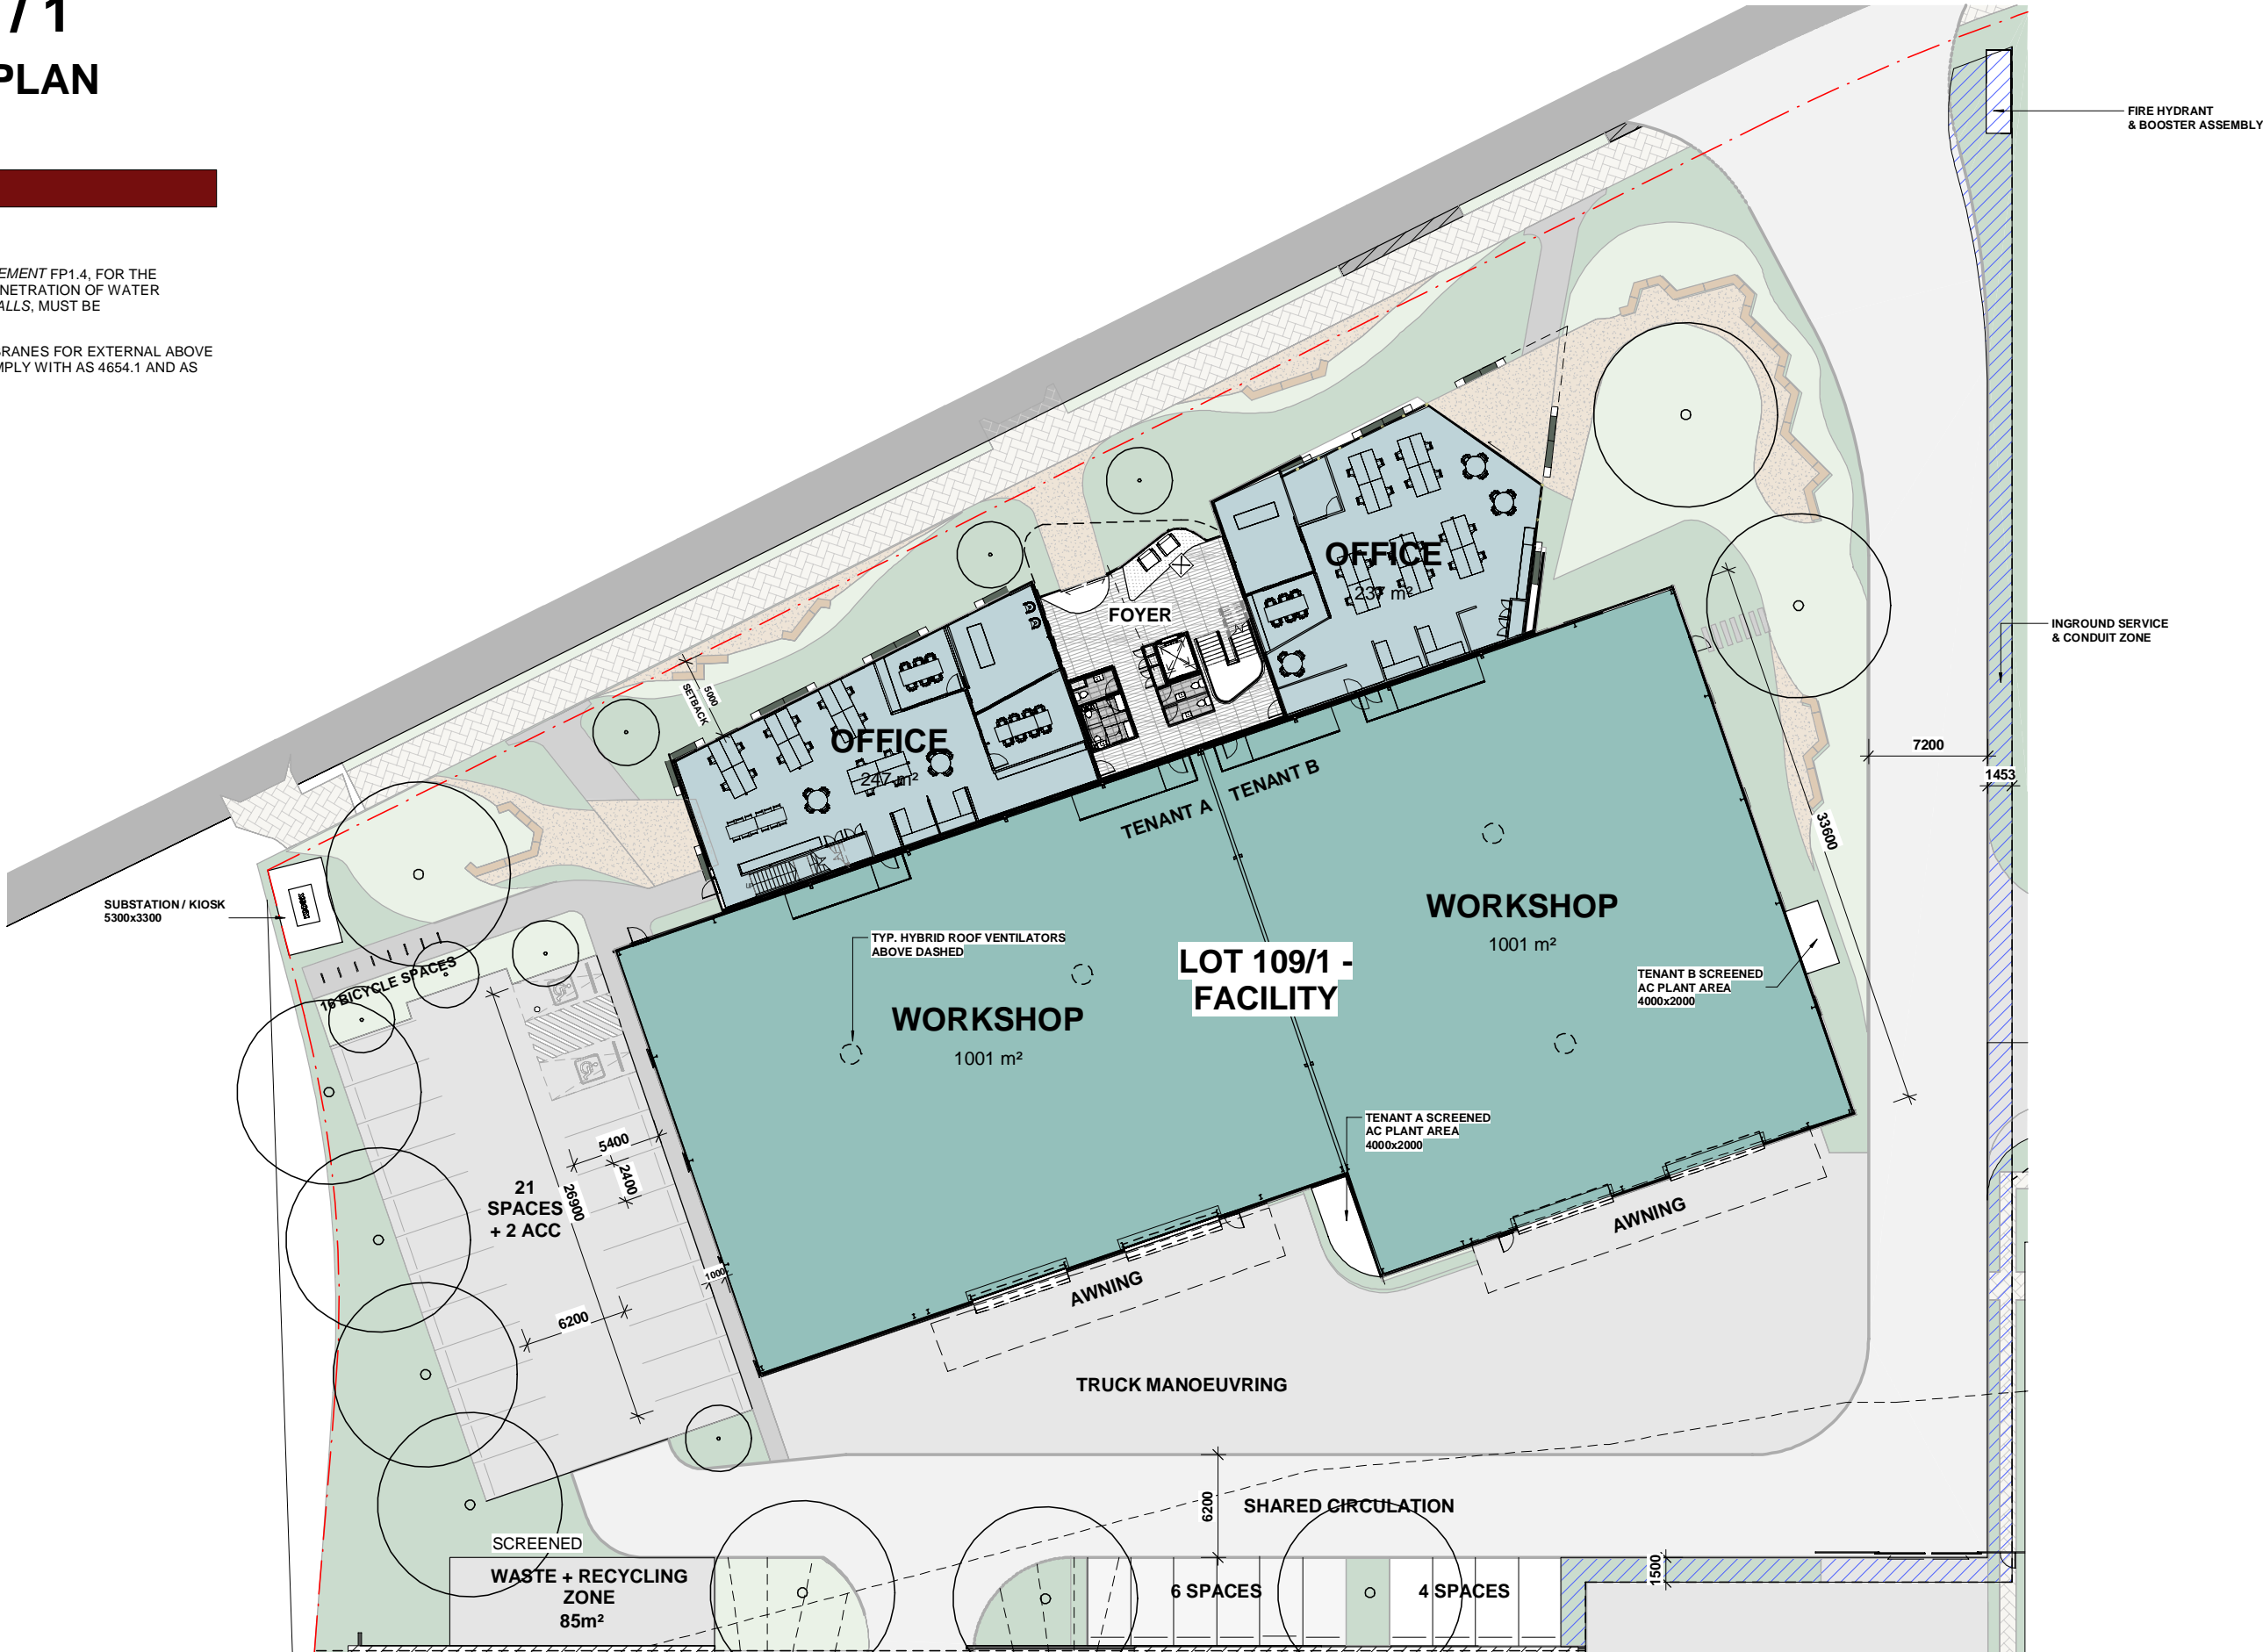 / 1
PLAN
EMENT FP1.4, FOR THE
NETRATION OF WATER
ALLS, MUST BE
BRANES FOR EXTERNAL ABOVE
MPLY WITH AS 4654.1 AND AS
FIRE HYDRANT
& BOOSTER ASSEMBLY
OFFICE
237 m²
FOYER
INGROUND SERVICE
& CONDUIT ZONE
5000
SETBACK
OFFICE
247 m²
7200
1453
TENANT A
TENANT B
33600
SUBSTATION / KIOSK
5300x3300
16 BICYCLE SPACES
TYP. HYBRID ROOF VENTILATORS
ABOVE DASHED
WORKSHOP
1001 m²
LOT 109/1 -
FACILITY
WORKSHOP
1001 m²
TENANT B SCREENED
AC PLANT AREA
4000x2000
TENANT A SCREENED
AC PLANT AREA
4000x2000
5400
2400
26900
21
SPACES
+ 2 ACC
1000
6200
AWNING
AWNING
TRUCK MANOEUVRING
6200
SHARED CIRCULATION
SCREENED
WASTE + RECYCLING
ZONE
85m²
6 SPACES
4 SPACES
1500